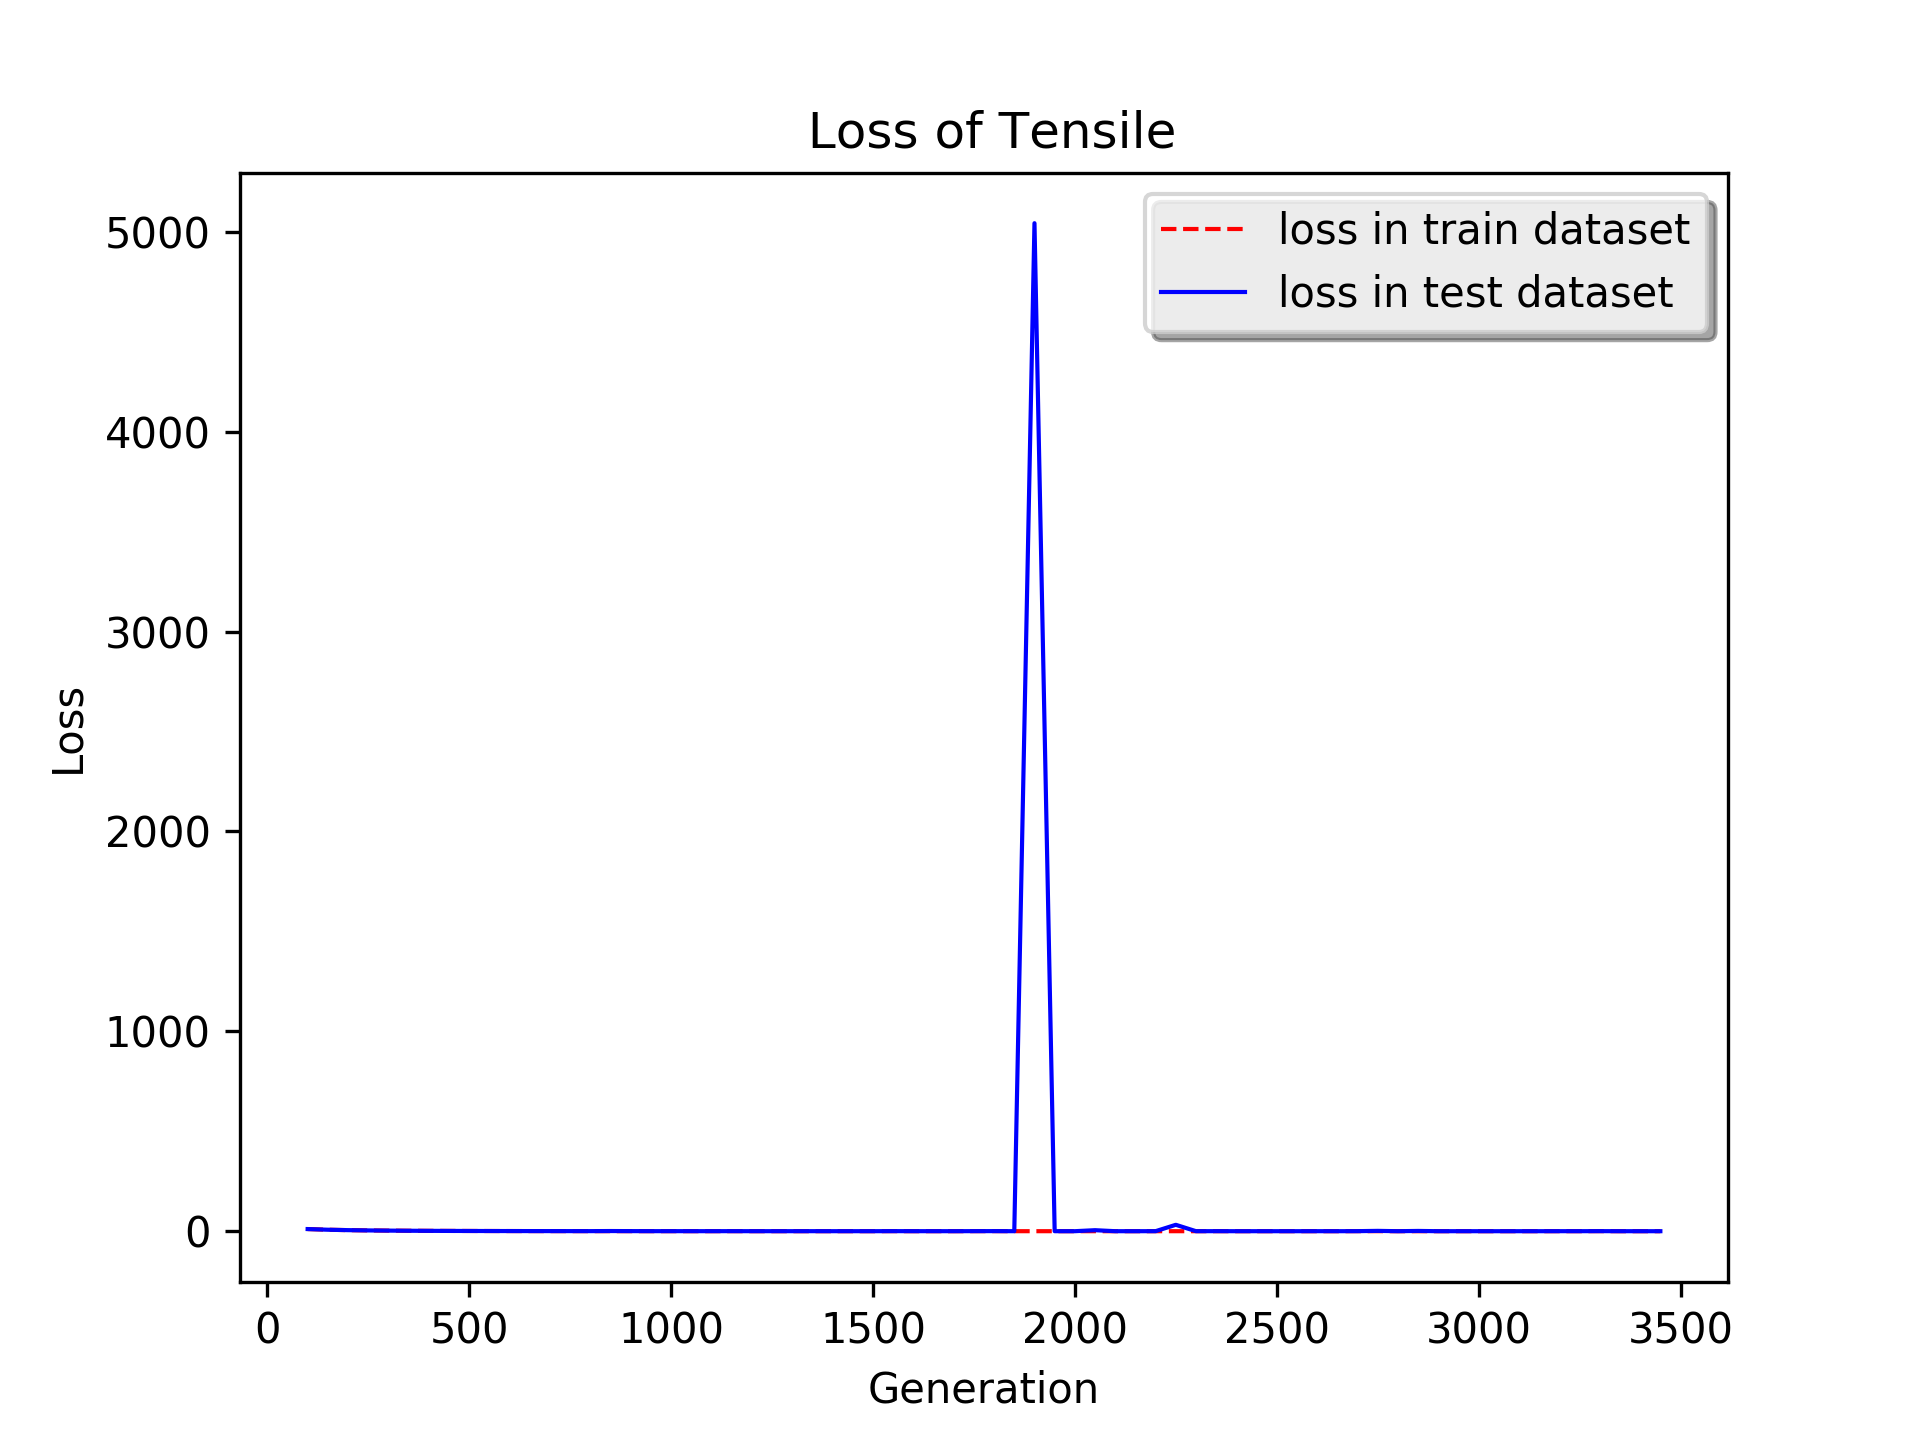 Loss of Tensile
loss in train dataset
loss in test dataset
Loss
5000
4000
3000
2000
1000
0
0 500 1000 1500 2000 2500 3000 3500
Generation